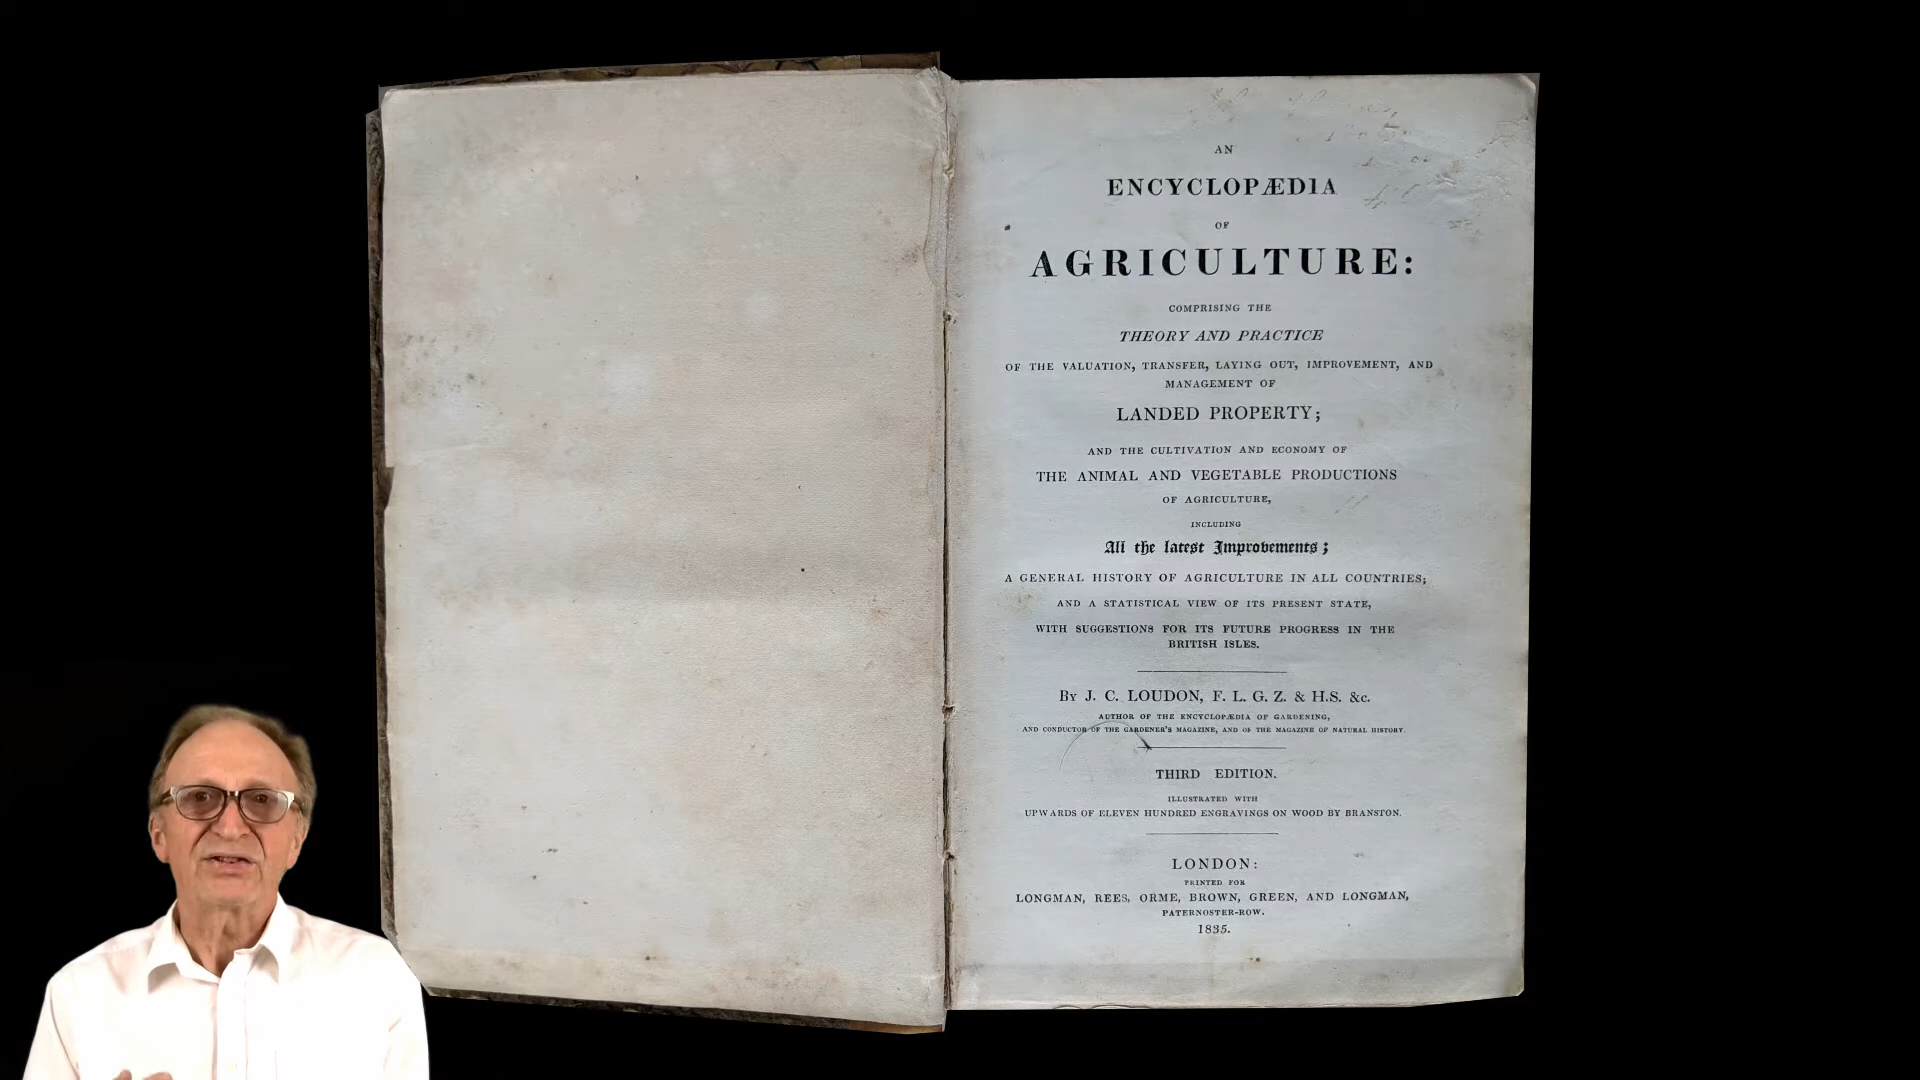 AN
ENCYCLOPÆDIA
OF
AGRICULTURE:
COMPRISING THE
THEORY AND PRACTICE
OF THE VALUATION, TRANSFER, LAYING OUT, IMPROVEMENT, AND
MANAGEMENT OF
LANDED PROPERTY;
AND THE CULTIVATION AND ECONOMY OF
THE ANIMAL AND VEGETABLE PRODUCTIONS
OF AGRICULTURE,
INCLUDING
All the latest Improvements;
A GENERAL HISTORY OF AGRICULTURE IN ALL COUNTRIES;
AND A STATISTICAL VIEW OF ITS PRESENT STATE,
WITH SUGGESTIONS FOR ITS FUTURE PROGRESS IN THE
BRITISH ISLES.
BY J. C. LOUDON, F. L. G. Z. & H.S. &c.
AUTHOR OF THE ENCYCLOPÆDIA OF GARDENING,
AND CONDUCTOR OF THE GARDENER'S MAGAZINE, AND OF THE MAGAZINE OF NATURAL HISTORY.
THIRD EDITION.
ILLUSTRATED WITH
UPWARDS OF ELEVEN HUNDRED ENGRAVINGS ON WOOD BY BRANSTON.
LONDON:
PRINTED FOR
LONGMAN, REES, ORME, BROWN, GREEN, AND LONGMAN,
PATERNOSTER-ROW.
1835.